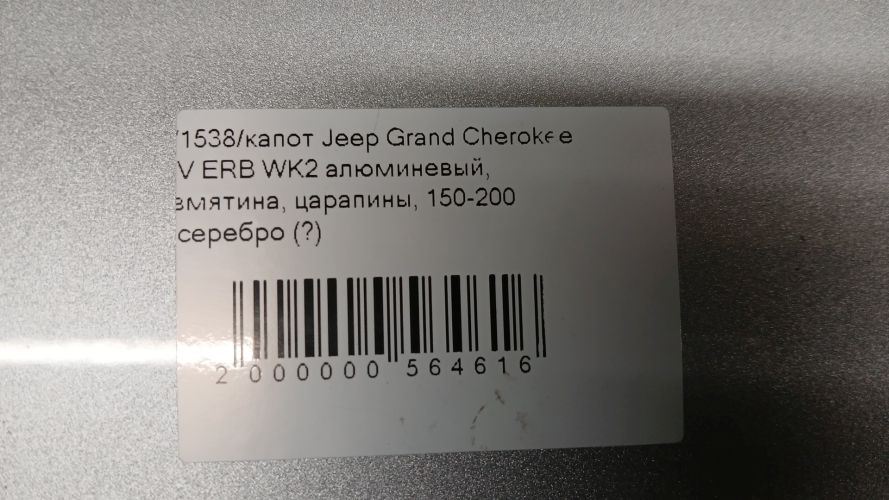 /1538/капот Jeep Grand Cherokee
V ERB WK2 алюминевый,
вмятина, царапины, 150-200
серебро (?)
2 000000 564616